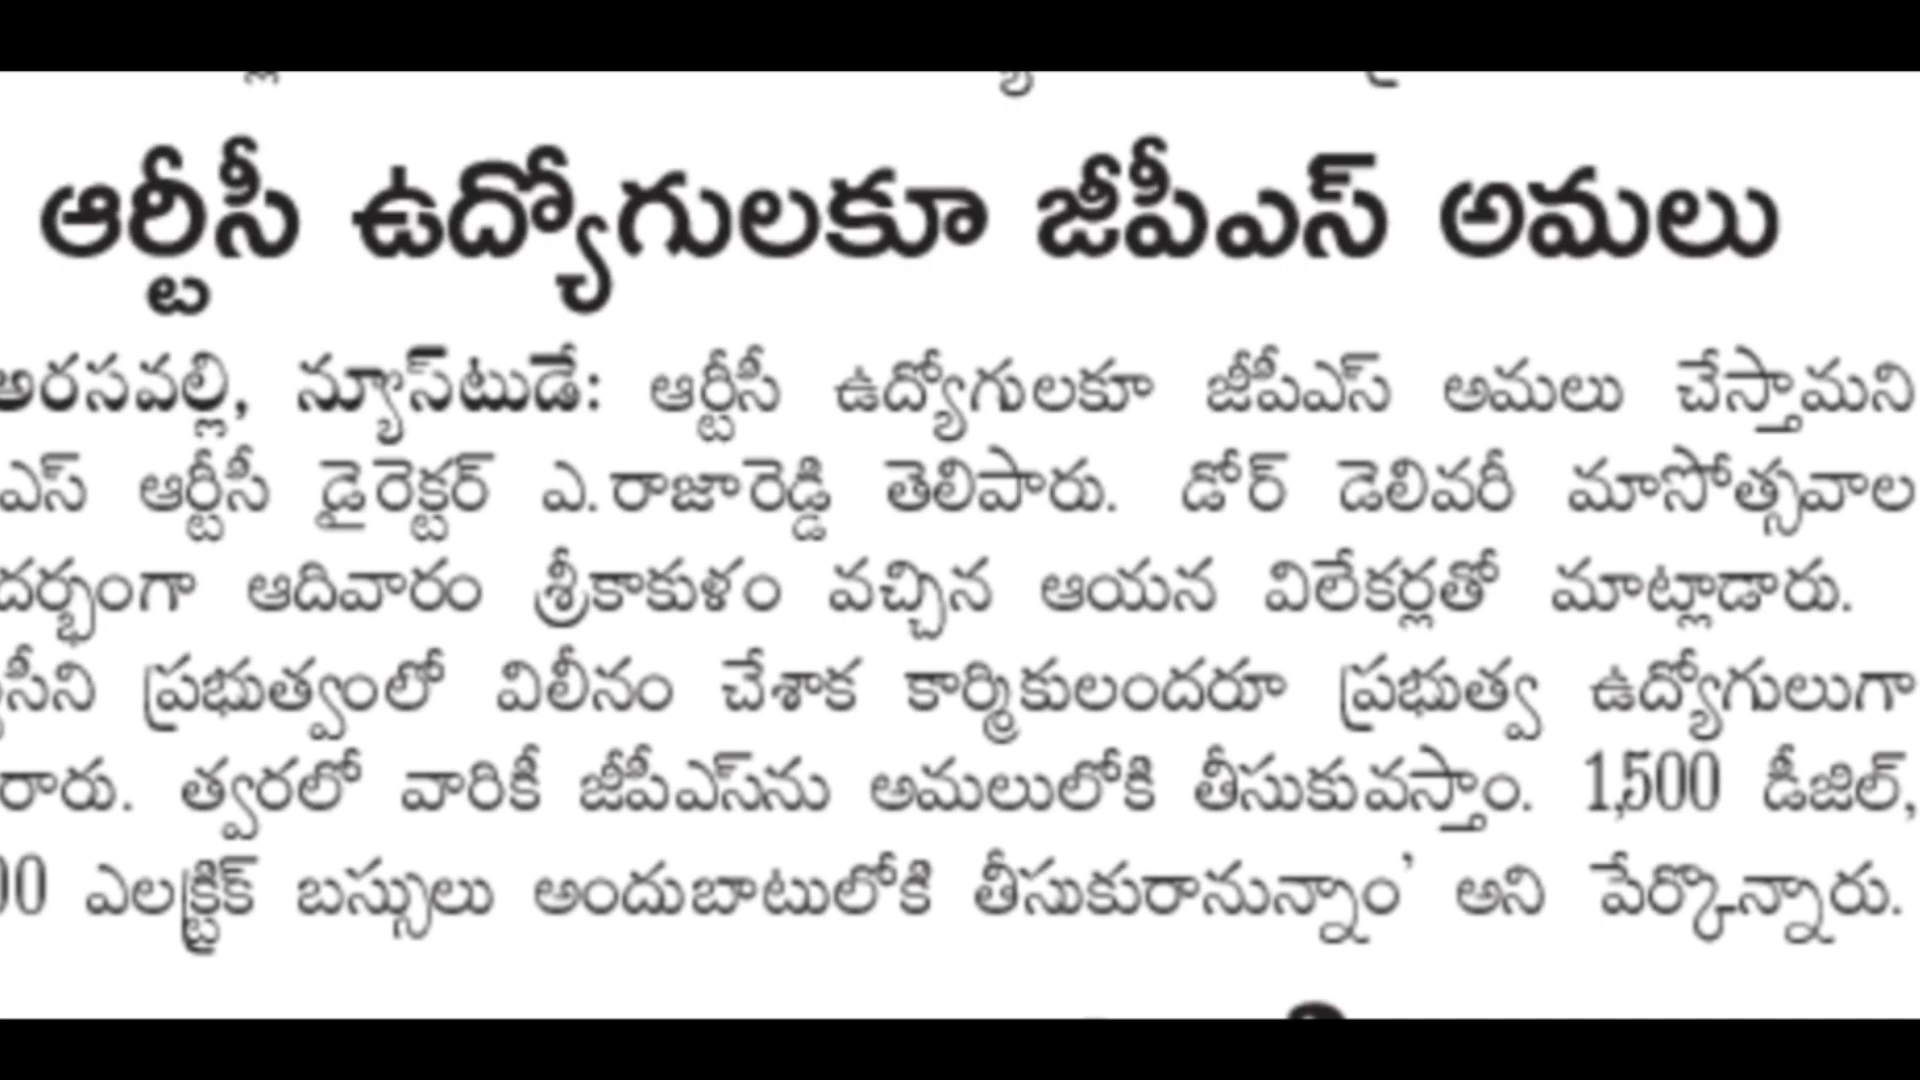 ఆర్టీసీ ఉద్యోగులకూ జీపీఎస్ అమలు
అరసవల్లి, న్యూస్‌టుడే: ఆర్టీసీ ఉద్యోగులకూ జీపీఎస్ అమలు చేస్తామని
ఎస్ ఆర్టీసీ డైరెక్టర్ ఎ.రాజారెడ్డి తెలిపారు. డోర్ డెలివరీ మాసోత్సవాల
దర్భంగా ఆదివారం శ్రీకాకుళం వచ్చిన ఆయన విలేకర్లతో మాట్లాడారు.
సీని ప్రభుత్వంలో విలీనం చేశాక కార్మికులందరూ ప్రభుత్వ ఉద్యోగులుగా
రారు. త్వరలో వారికీ జీపీఎస్‌ను అమలులోకి తీసుకువస్తాం. 1,500 డీజిల్,
00 ఎలక్ట్రిక్ బస్సులు అందుబాటులోకి తీసుకురానున్నాం' అని పేర్కొన్నారు.